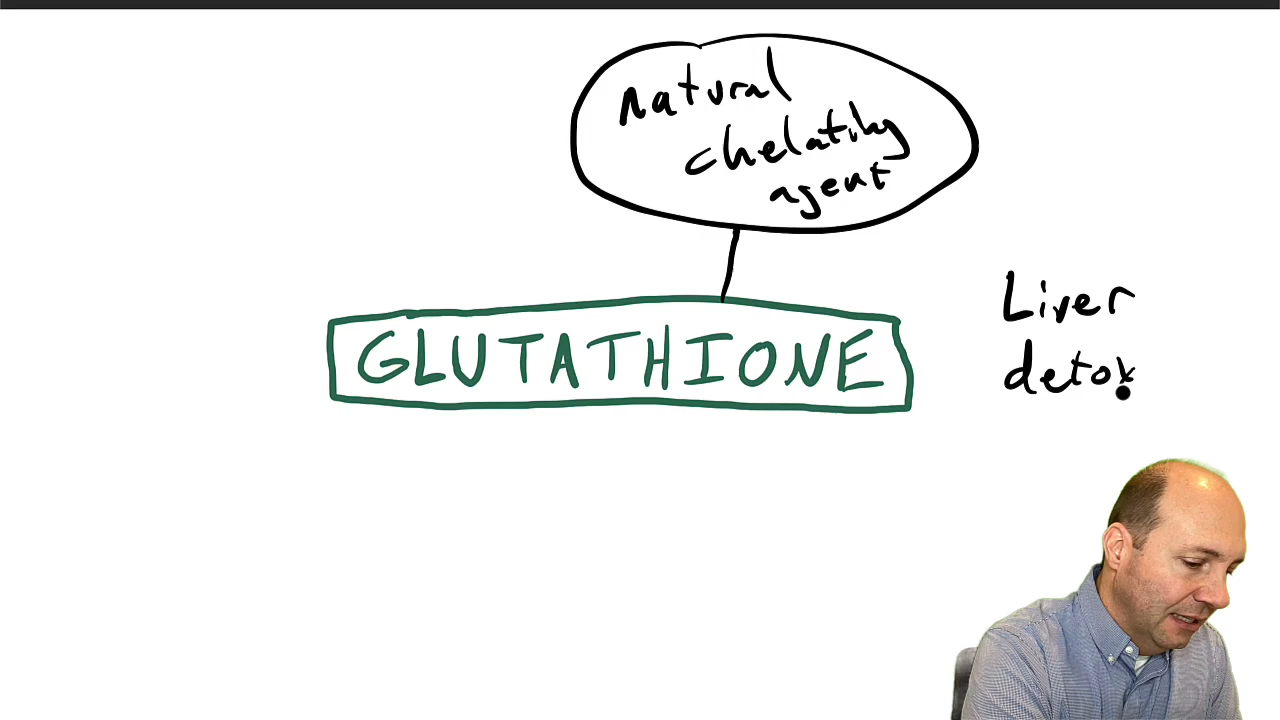 natural
chelating
agent
GLUTATHIONE
Liver
detox